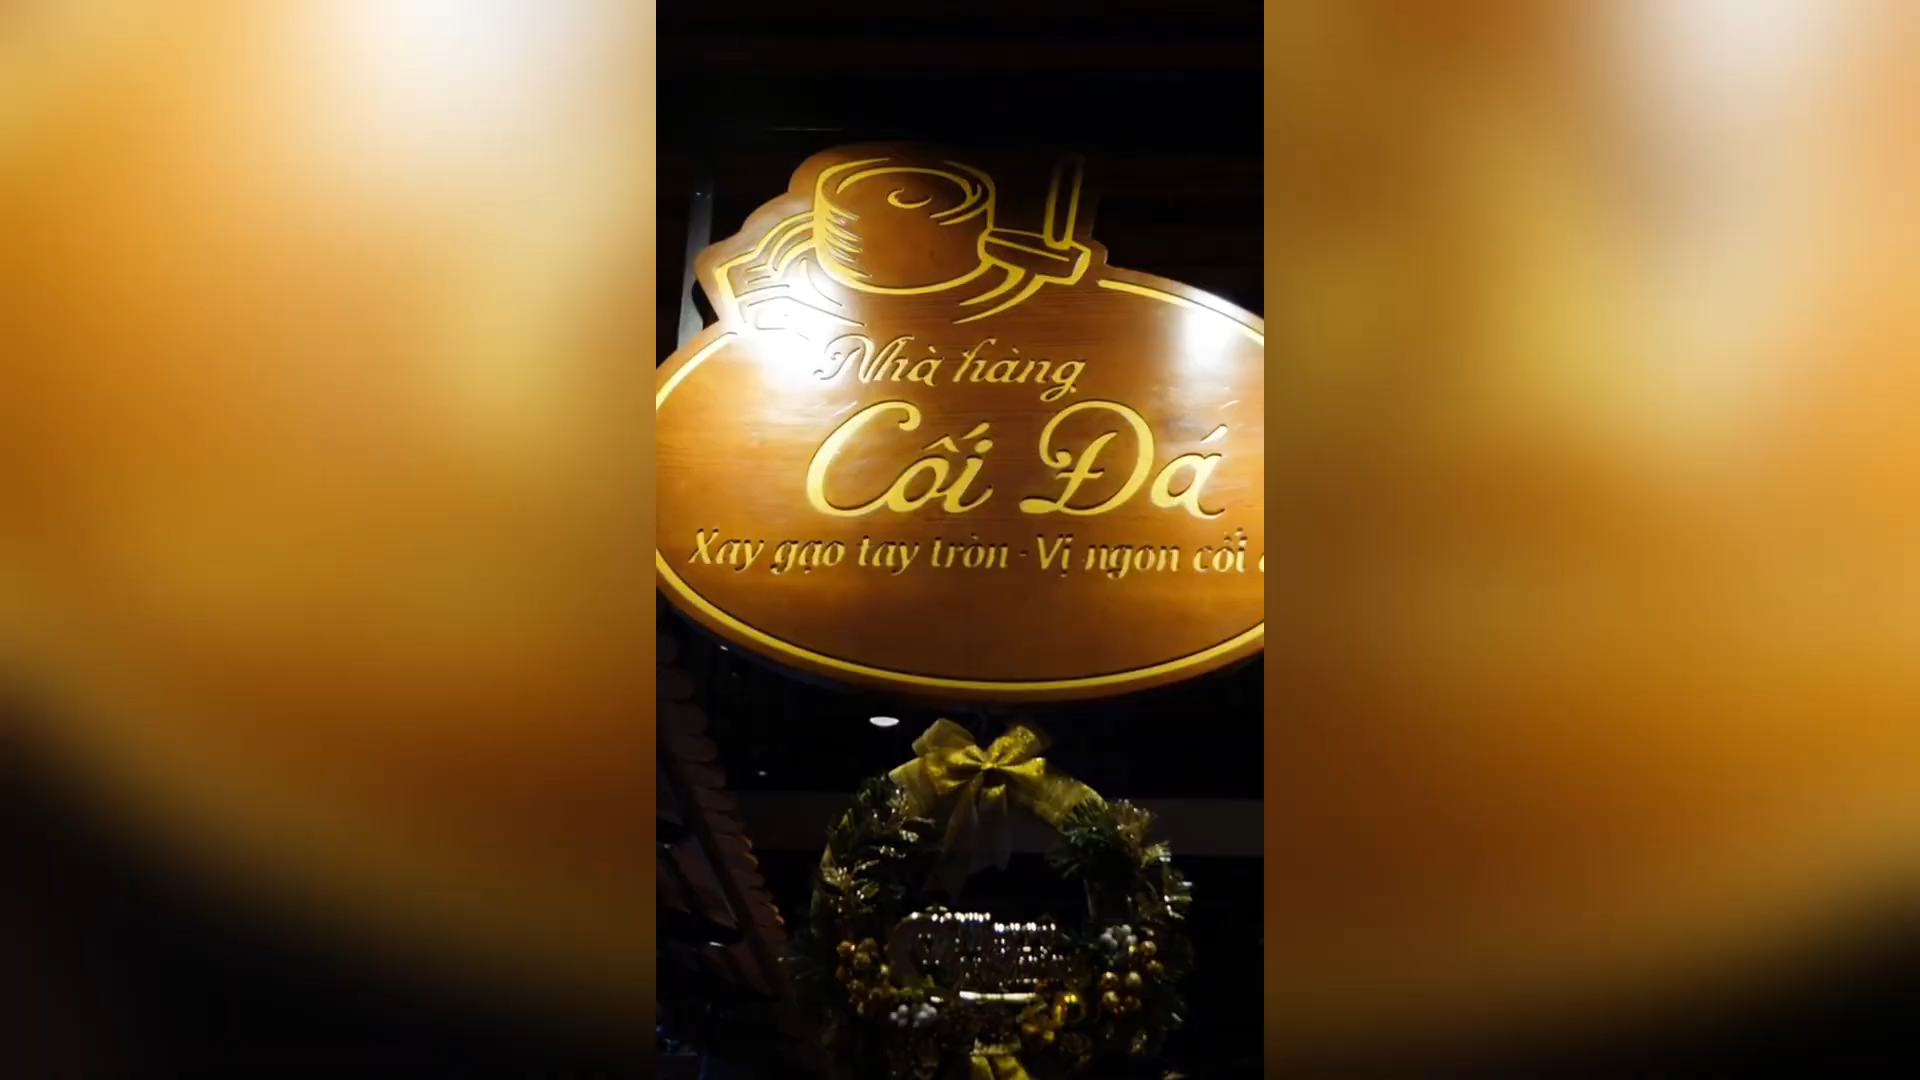 Nhà hàng
Cối Đá
Xay gạo tay tròn - Vị ngon cối